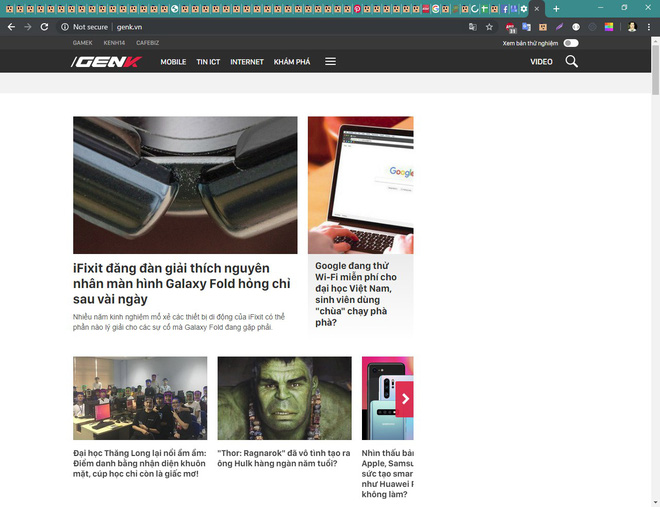 Not secure | genk.vn
GAMEK KENH14 CAFEBIZ
Xem bản thử nghiệm
GENK MOBILE TIN ICT INTERNET KHÁM PHÁ VIDEO
Google
iFixit đăng đàn giải thích nguyên
nhân màn hình Galaxy Fold hỏng chỉ
sau vài ngày
Nhiều năm kinh nghiệm mổ xẻ các thiết bị di động của iFixit có thể
phần nào lý giải cho các sự cố mà Galaxy Fold đang gặp phải.
Google đang thử
Wi-Fi miễn phí cho
đại học Việt Nam,
sinh viên dùng
"chùa" chạy phà
phà?
Đại học Thăng Long lại nổi ầm ầm:
Điểm danh bằng nhận diện khuôn
mặt, cúp học chỉ còn là giấc mơ!
"Thor: Ragnarok" đã vô tình tạo ra
ông Hulk hàng ngàn năm tuổi?
Nhìn thấu bá
Apple, Samsu
sức tạo smar
như Huawei P
không làm?